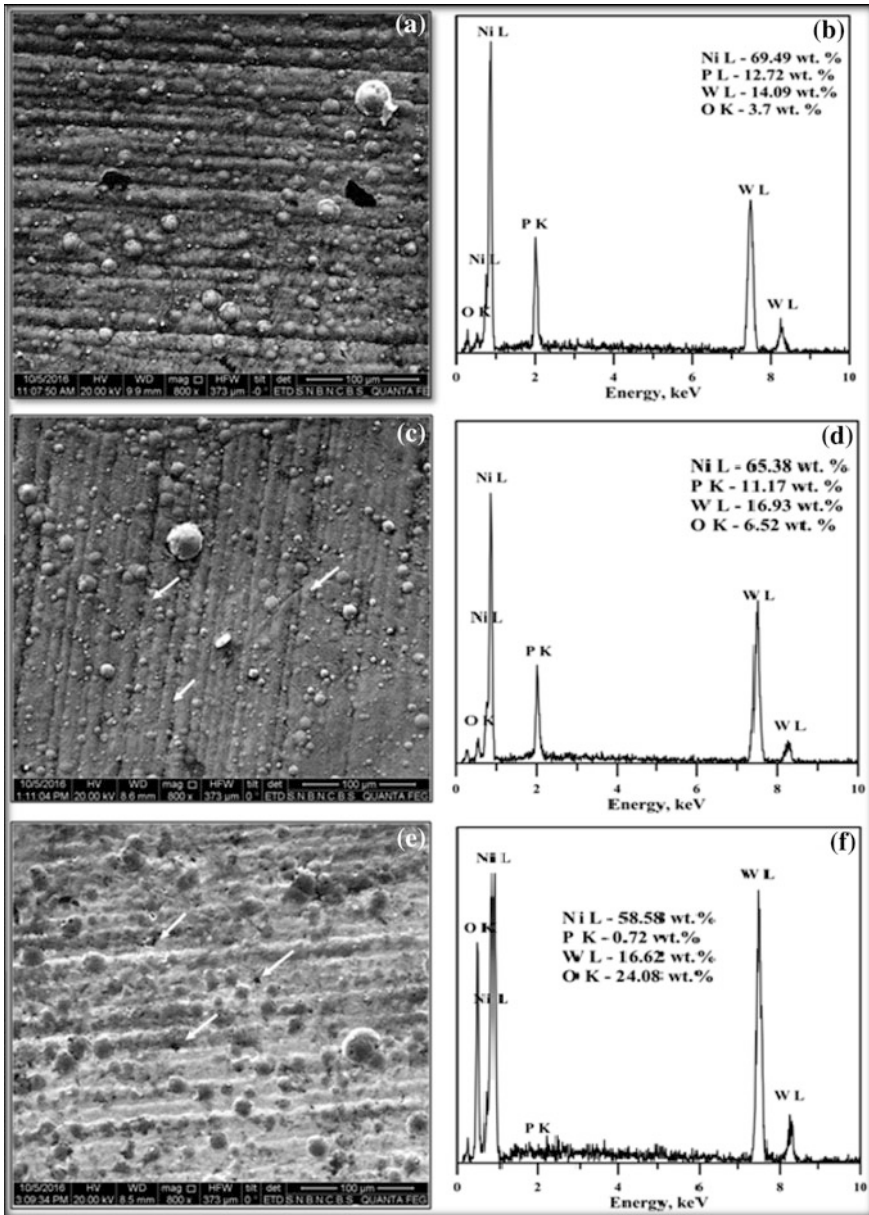 (a)
10/5/2016 HV WD mag □ HFW tilt det 100 µm
11:07:50 AM 20.00 kV 9.9 mm 800 x 373 µm -0 ° ETD S.N.B.N.C.B.S. QUANTA FEG
(b)
Ni L
Ni L - 69.49 wt. %
P L - 12.72 wt. %
W L - 14.09 wt.%
O K - 3.7 wt. %
W L
P K
Ni L
O K
W L
0 2 4 6 8 10
Energy, keV
(c)
10/5/2016 HV WD mag □ HFW tilt det 100 µm
1:11:04 PM 20.00 kV 8.6 mm 800 x 373 µm 0 ° ETD S.N.B.N.C.B.S. QUANTA FEG
(d)
Ni L
Ni L - 65.38 wt. %
P K - 11.17 wt. %
W L - 16.93 wt.%
O K - 6.52 wt. %
W L
Ni L
P K
O K
W L
0 2 4 6 8 10
Energy, keV
(e)
10/5/2016 HV WD mag □ HFW tilt det 100 µm
3:09:34 PM 20.00 kV 8.5 mm 800 x 373 µm 0 ° ETD S.N.B.N.C.B.S. QUANTA FEG
(f)
Ni L
W L
Ni L - 58.58 wt.%
P K - 0.72 wt.%
W L - 16.62 wt.%
O K - 24.08 wt.%
O K
Ni L
W L
P K
0 2 4 6 8 10
Energy, keV